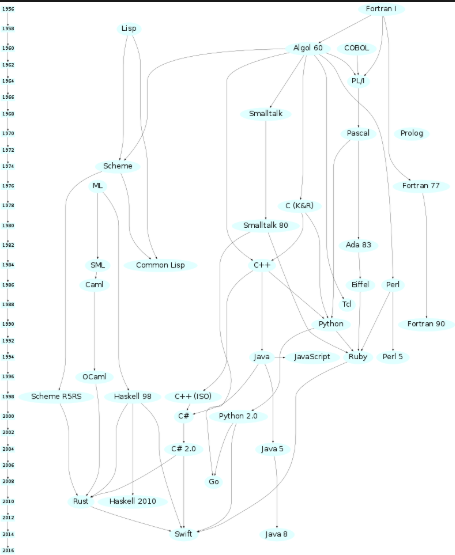 1956 Fortran I
1958 Lisp
1960 Algol 60 COBOL
1962
1964 PL/I
1966
1968 Smalltalk
1970 Pascal Prolog
1972
1974 Scheme
1976 ML Fortran 77
1978 C (K&R)
1980 Smalltalk 80
1982 Ada 83
1984 SML Common Lisp C++
1986 Caml Eiffel Perl
1988 Tcl
1990 Python Fortran 90
1992
1994 Java JavaScript Ruby Perl 5
1996 OCaml
1998 Scheme R5RS Haskell 98 C++ (ISO)
2000 C# Python 2.0
2002
2004 C# 2.0 Java 5
2006
2008 Go
2010 Rust Haskell 2010
2012
2014 Swift Java 8
2016